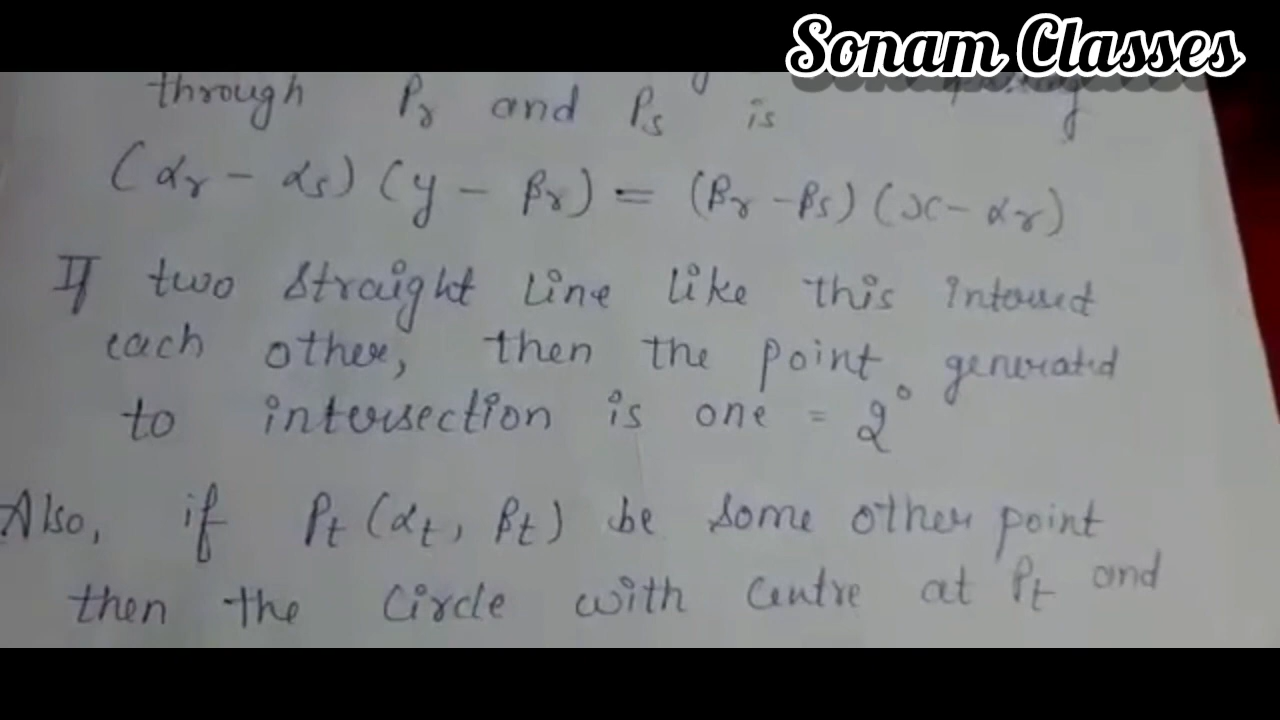 Sonam Classes
through Pr and Ps is
(αr - αs) (y - βr) = (βr - βs) (x - αr)
If two straight line like this
each other, then the point generated
to intersection is one = 2°
Also, if Pt (αt, βt) be some other point
then the circle with centre at Pt and